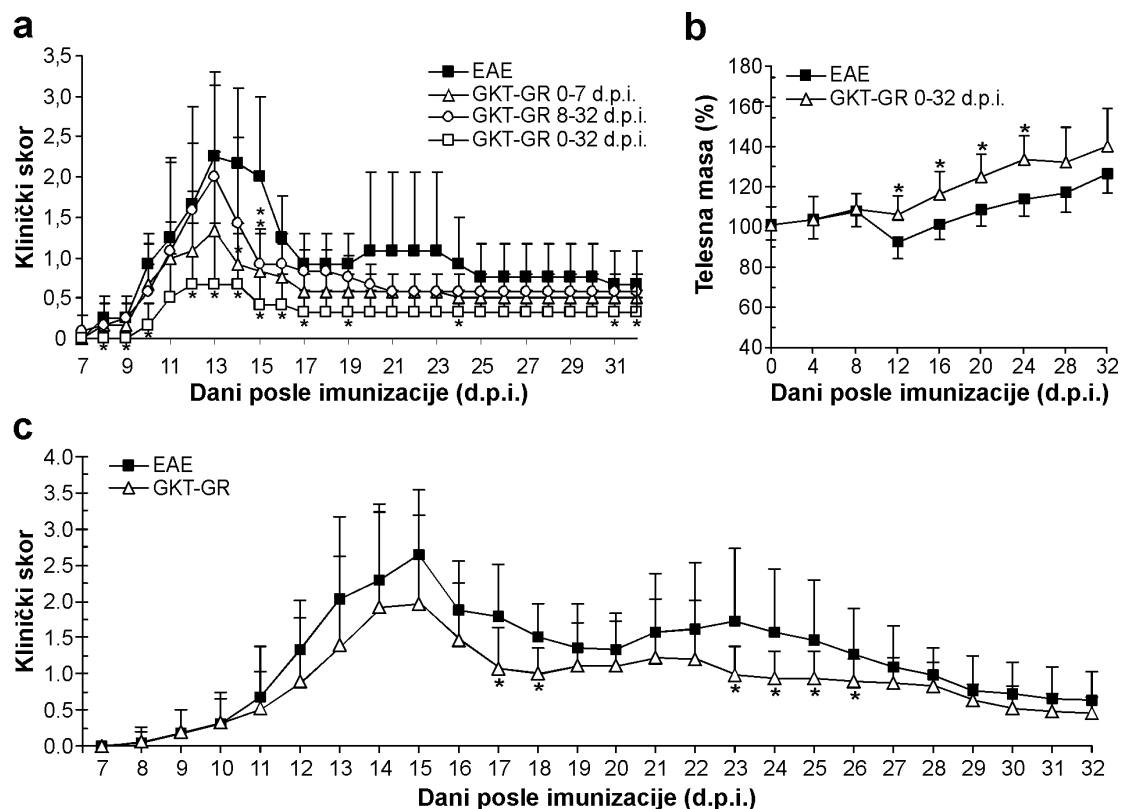 a
3,5
3,0
2,5
2,0
1,5
1,0
0,5
0
Klinički skor
EAE
GKT-GR 0-7 d.p.i.
GKT-GR 8-32 d.p.i.
GKT-GR 0-32 d.p.i.
* * * * * * * * * * * * * * * *
7 9 11 13 15 17 19 21 23 25 27 29 31
Dani posle imunizacije (d.p.i.)
b
180
160
140
120
100
80
60
40
Telesna masa (%)
EAE
GKT-GR 0-32 d.p.i.
* * * *
0 4 8 12 16 20 24 28 32
Dani posle imunizacije (d.p.i.)
c
4.0
3.5
3.0
2.5
2.0
1.5
1.0
0.5
0.0
Klinički skor
EAE
GKT-GR
* * * * * *
7 8 9 10 11 12 13 14 15 16 17 18 19 20 21 22 23 24 25 26 27 28 29 30 31 32
Dani posle imunizacije (d.p.i.)